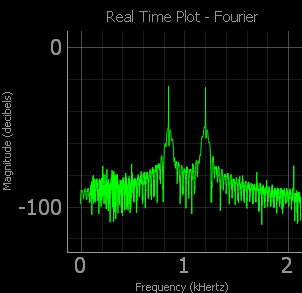 Real Time Plot - Fourier
0
-100
Magnitude (decibels)
0 1 2
Frequency (kHertz)